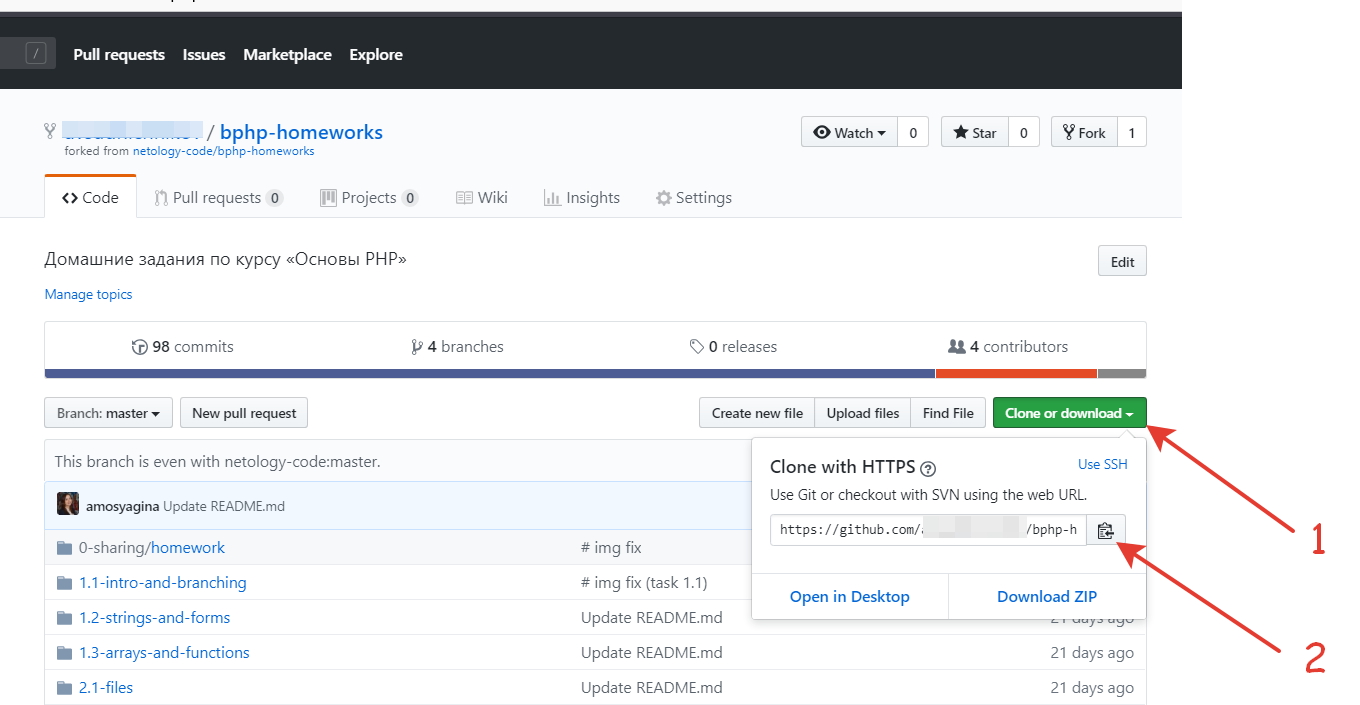 / Pull requests Issues Marketplace Explore
/ bphp-homeworks
Watch 0 Star 0 Fork 1
forked from netology-code/bphp-homeworks
Code Pull requests 0 Projects 0 Wiki Insights Settings
Домашние задания по курсу «Основы PHP»
Edit
Manage topics
98 commits 4 branches 0 releases 4 contributors
Branch: master New pull request Create new file Upload files Find File Clone or download
This branch is even with netology-code:master.
Clone with HTTPS ? Use SSH
Use Git or checkout with SVN using the web URL.
amosyagina Update README.md
https://github.com/ /bphp-h
1
0-sharing/homework # img fix
1.1-intro-and-branching # img fix (task 1.1)
Open in Desktop Download ZIP
1.2-strings-and-forms Update README.md 21 days ago
1.3-arrays-and-functions Update README.md 21 days ago
2
2.1-files Update README.md 21 days ago